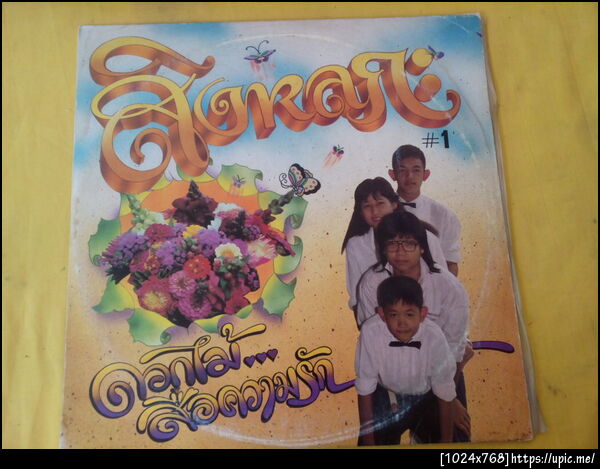 #1
ดอกไม้...
สื่อความรัก
[1024x768]https://upic.me/